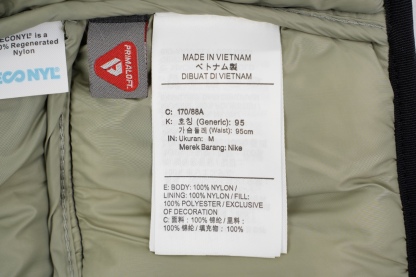 ECONYL® is a
100% Regenerated
Nylon
ECONYL®
PRIMALOFT®
MADE IN VIETNAM
ベトナム製
DIBUAT DI VIETNAM
C: 170/88A
K: 호칭 (Generic): 95
가슴둘레 (Waist): 95cm
IN: Ukuran: M
Merek Barang: Nike
E: BODY: 100% NYLON /
LINING: 100% NYLON / FILL:
100% POLYESTER / EXCLUSIVE
OF DECORATION
C: 面料: 100% 锦纶 / 里料:
100% 锦纶/填充物: 100%